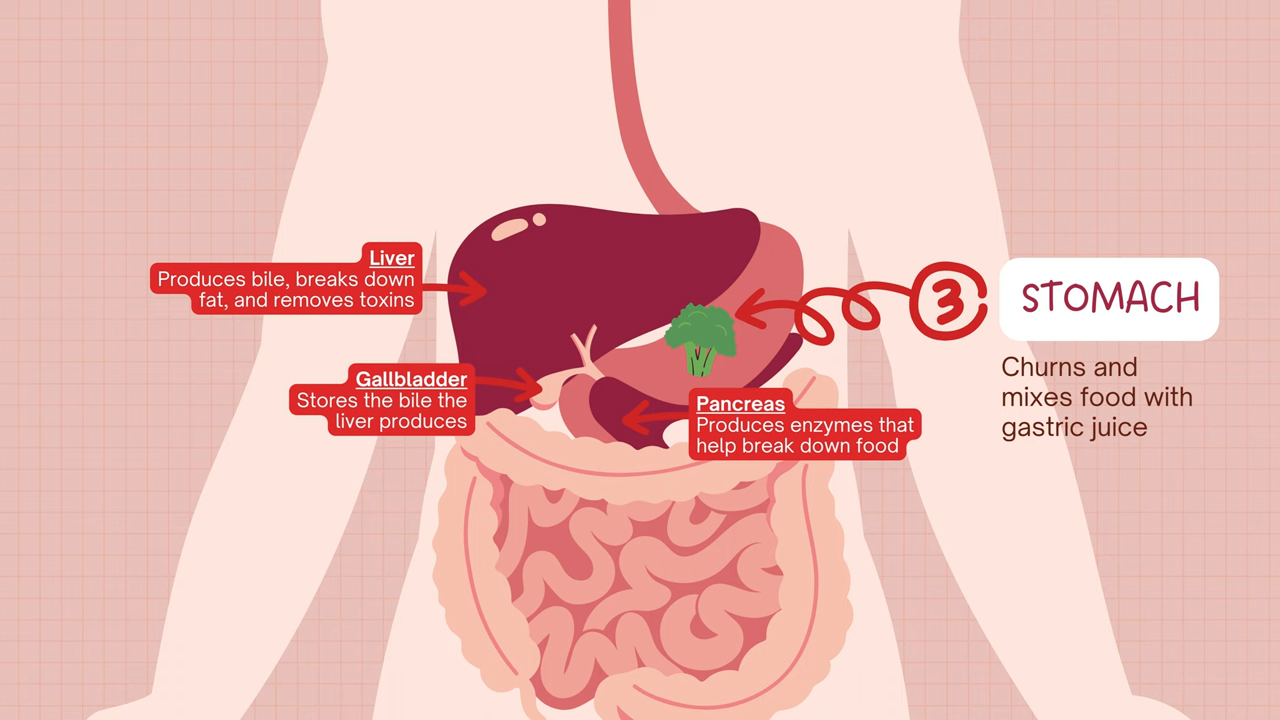 Liver
Produces bile, breaks down
fat, and removes toxins
Gallbladder
Stores the bile the
liver produces
Pancreas
Produces enzymes that
help break down food
3
STOMACH
Churns and
mixes food with
gastric juice